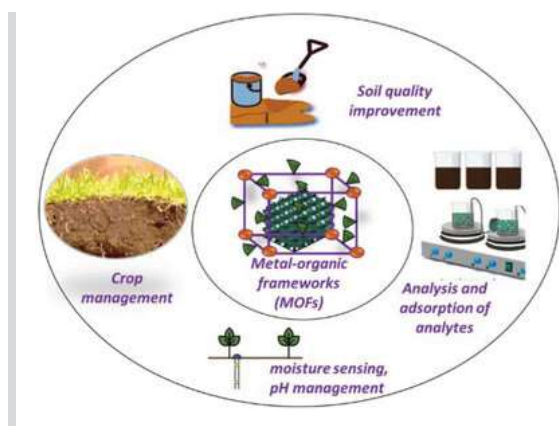 Soil quality
improvement
Metal-organic
frameworks
(MOFs)
Crop
management
Analysis and
adsorption of
analytes
moisture sensing,
pH management